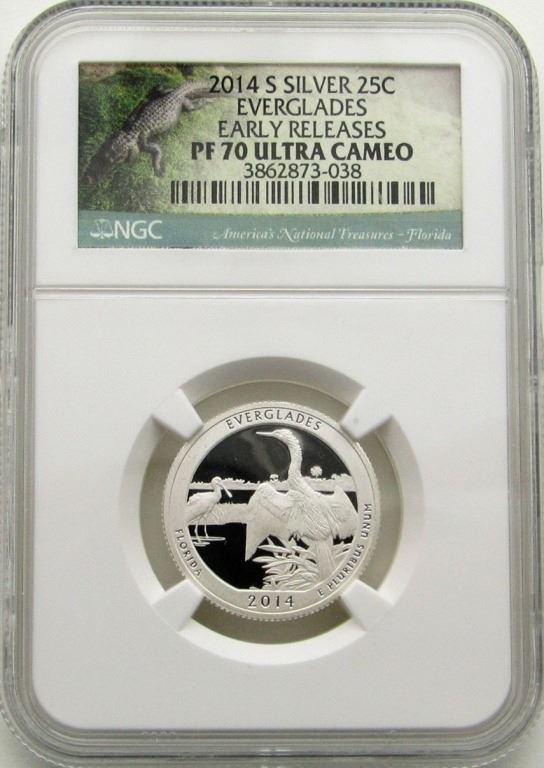 2014 S SILVER 25C
EVERGLADES
EARLY RELEASES
PF 70 ULTRA CAMEO
3862873-038
NGC
America's National Treasures - Florida
EVERGLADES
FLORIDA
E PLURIBUS UNUM
2014